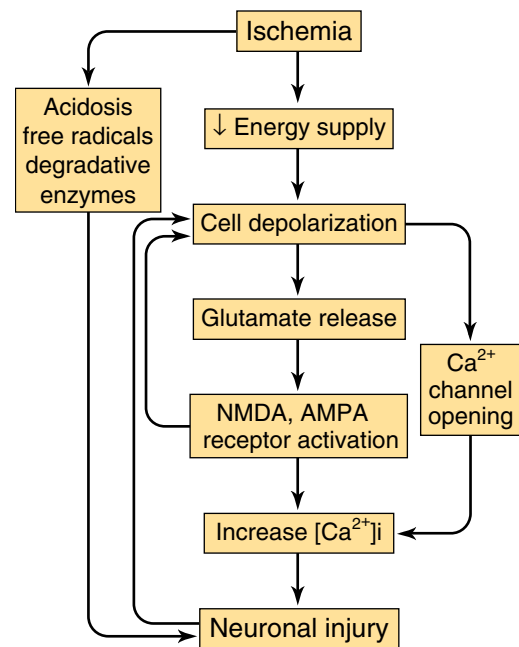 Ischemia
Acidosis
free radicals
degradative
enzymes
↓ Energy supply
Cell depolarization
Glutamate release
Ca²⁺
channel
opening
NMDA, AMPA
receptor activation
Increase [Ca²⁺]i
Neuronal injury